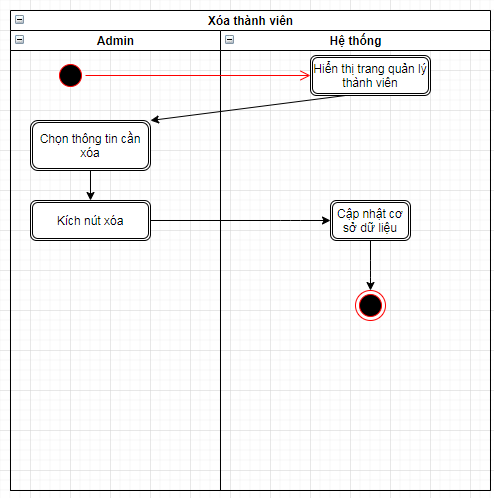 Xóa thành viên
Admin
Hệ thống
Hiển thị trang quản lý
thành viên
Chọn thông tin cần
xóa
Kích nút xóa
Cập nhật cơ
sở dữ liệu